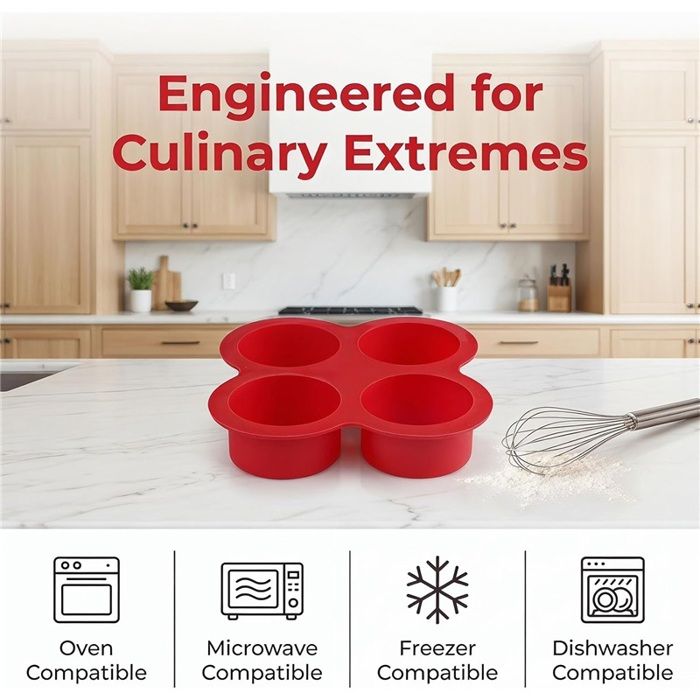 Engineered for
Culinary Extremes
Oven
Compatible
Microwave
Compatible
Freezer
Compatible
Dishwasher
Compatible